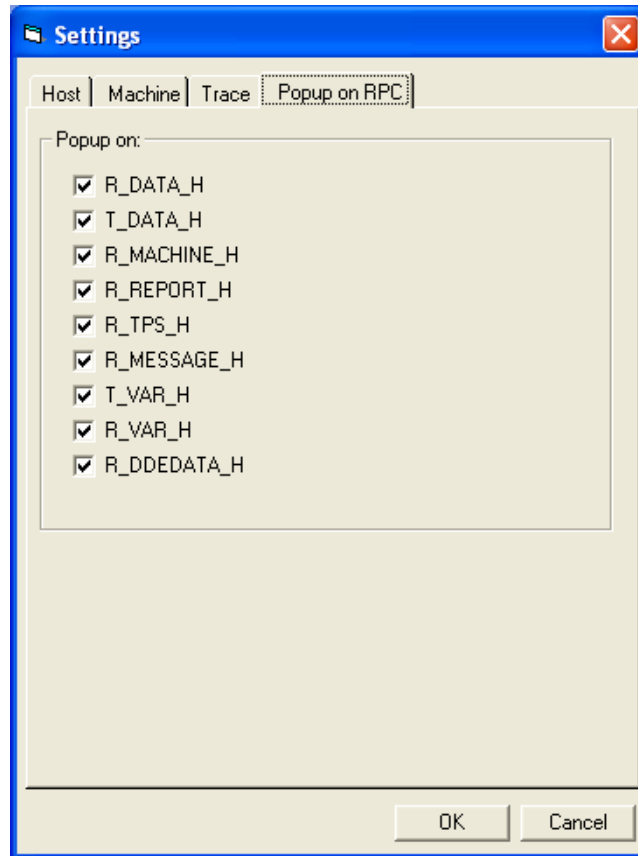 Settings
Host Machine Trace Popup on RPC
Popup on:
R_DATA_H
T_DATA_H
R_MACHINE_H
R_REPORT_H
R_TPS_H
R_MESSAGE_H
T_VAR_H
R_VAR_H
R_DDEDATA_H
OK Cancel